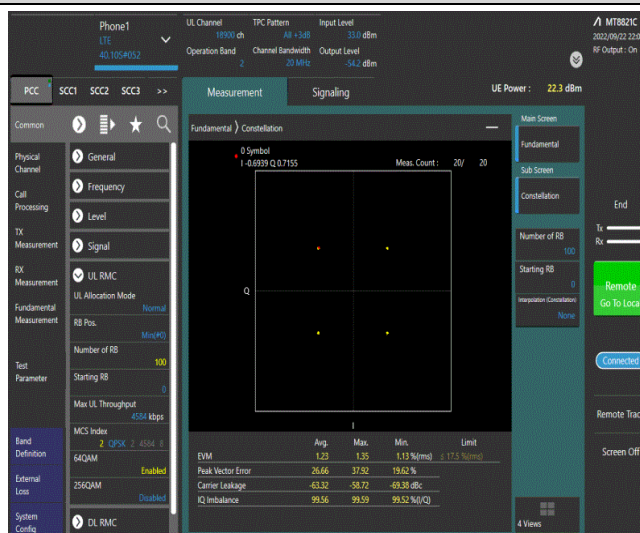 Phone1
LTE
40.10S#052
UL Channel
18900 ch
TPC Pattern
All +3dB
Input Level
33.0 dBm
Operation Band
2
Channel Bandwidth
20 MHz
Output Level
-54.2 dBm
MT8821C
2022/09/22 22:0
RF Output : On
PCC
SCC1
SCC2
SCC3
>>
Measurement
Signaling
UE Power : 22.3 dBm
Common
Physical
Channel
Call
Processing
TX
Measurement
RX
Measurement
Fundamental
Measurement
Test
Parameter
Band
Definition
External
Loss
System
Config
General
Frequency
Level
Signal
UL RMC
UL Allocation Mode
Normal
RB Pos.
Min(#0)
Number of RB
100
Starting RB
0
Max UL Throughput
4584 kbps
MCS Index
2 QPSK 2 4584 8
64QAM
Enabled
256QAM
Disabled
DL RMC
Fundamental Constellation
0 Symbol
I -0.6939 Q 0.7155
Meas. Count : 20/ 20
Q
I
Avg. Max. Min. Limit
EVM 1.23 1.35 1.13 %(rms) ≤ 17.5 %(rms)
Peak Vector Error 26.66 37.92 19.62 %
Carrier Leakage -63.32 -58.72 -69.38 dBc
IQ Imbalance 99.56 99.59 99.52 %(I/Q)
Main Screen
Fundamental
Sub Screen
Constellation
Number of RB
100
Starting RB
0
Interpolation (Constellation)
None
4 Views
End
Tx
Rx
Remote
Go To Loca
Connected
Remote Trac
Screen Off